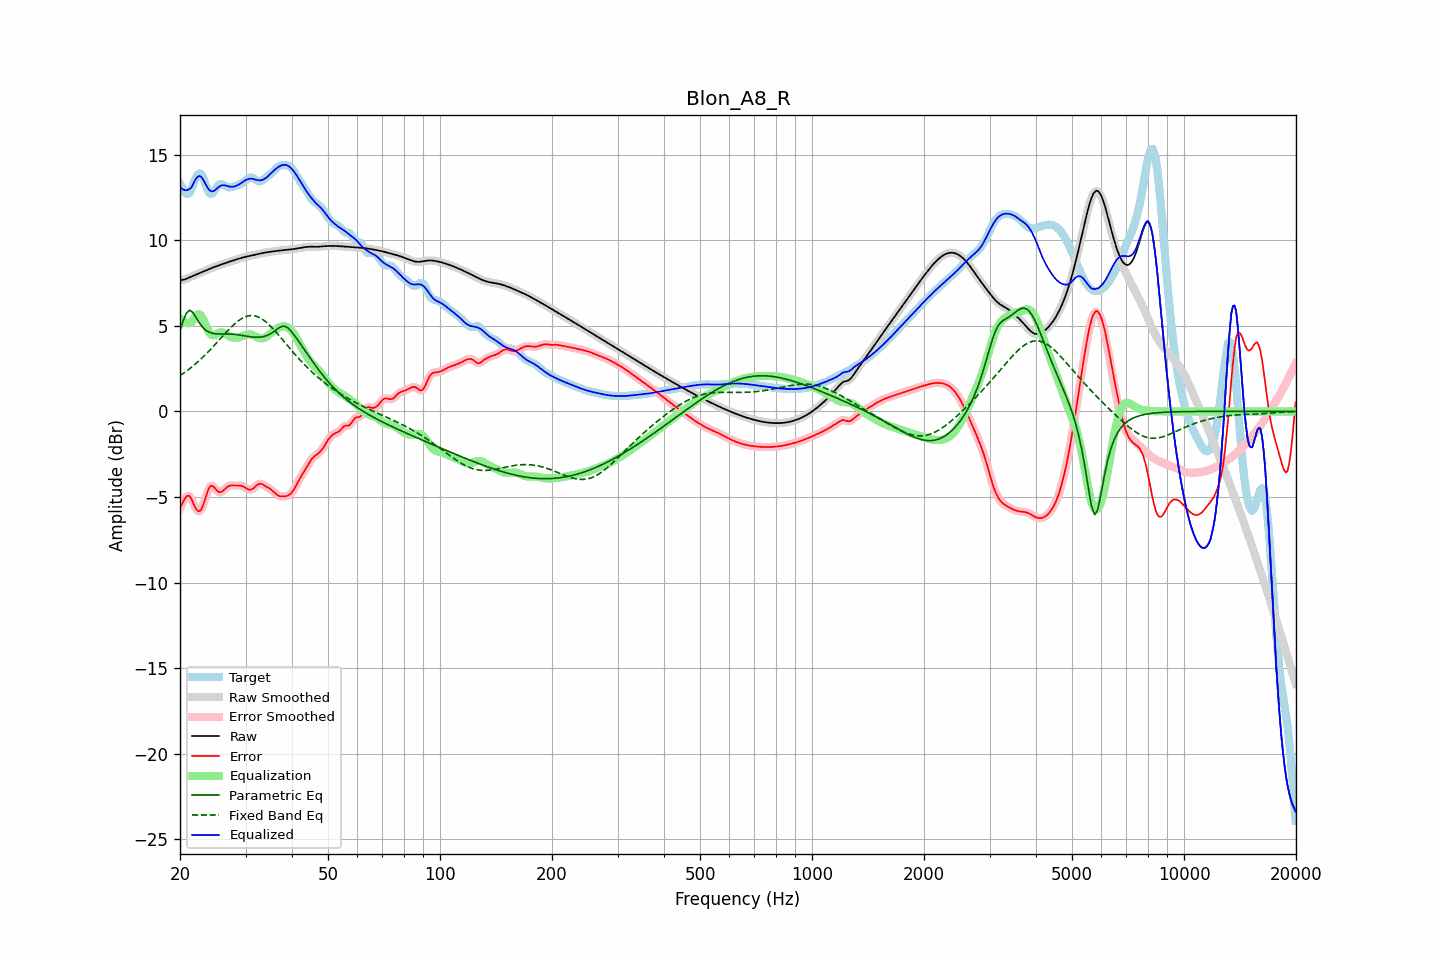 Blon_A8_R
15
10
5
0
−5
−10
−15
−20
−25
Amplitude (dBr)
Target
Raw Smoothed
Error Smoothed
Raw
Error
Equalization
Parametric Eq
Fixed Band Eq
Equalized
20 50 100 200 500 1000 2000 5000 10000 20000
Frequency (Hz)